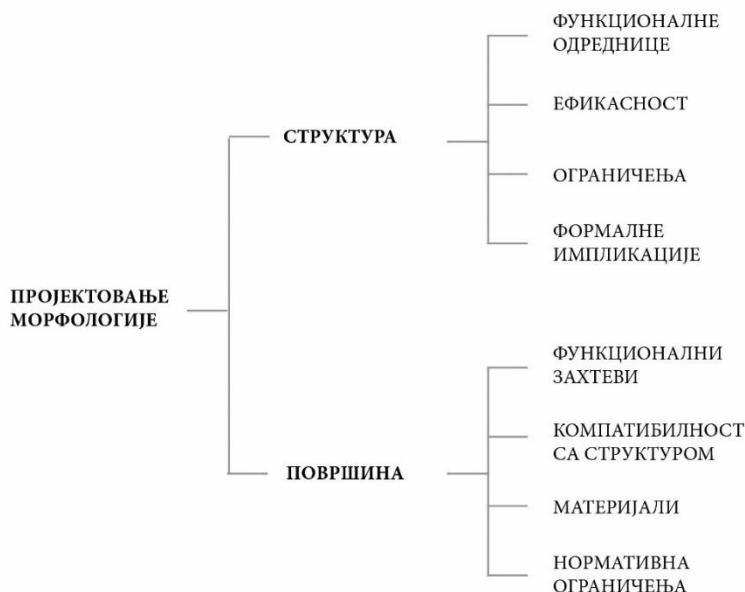 ПРОЈЕКТОВАЊЕ
МОРФОЛОГИЈЕ
СТРУКТУРА
ФУНКЦИОНАЛНЕ
ОДРЕДНИЦЕ
ЕФИКАСНОСТ
ОГРАНИЧЕЊА
ФОРМАЛНЕ
ИМПЛИКАЦИЈЕ
ПОВРШИНА
ФУНКЦИОНАЛНИ
ЗАХТЕВИ
КОМПАТИБИЛНОСТ
СА СТРУКТУРОМ
МАТЕРИЈАЛИ
НОРМАТИВНА
ОГРАНИЧЕЊА